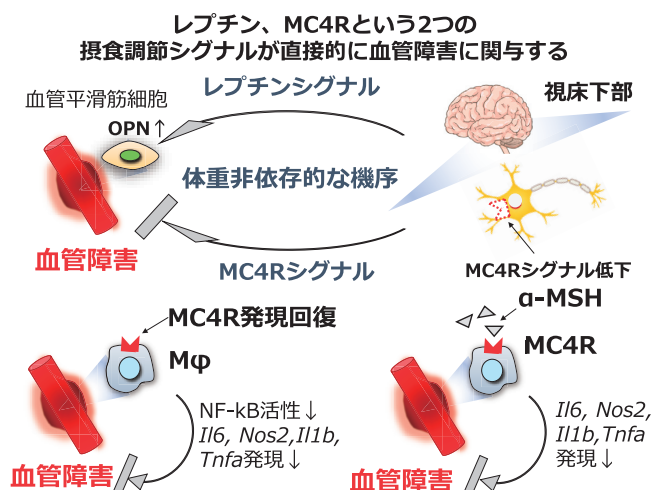 レプチン、MC4Rという2つの
摂食調節シグナルが直接的に血管障害に関与する
レプチンシグナル
血管平滑筋細胞
OPN↑
視床下部
体重非依存的な機序
血管障害
MC4Rシグナル
MC4Rシグナル低下
MC4R発現回復
Mφ
NF-kB活性↓
Il6, Nos2,Il1b,
Tnfa発現↓
血管障害
α-MSH
MC4R
Il6, Nos2,
Il1b,Tnfa
発現↓
血管障害